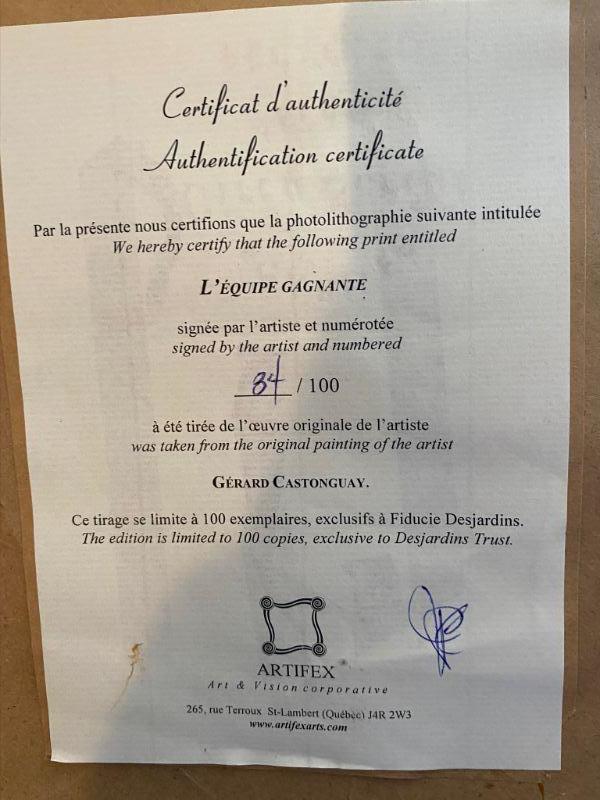 Certificat d'authenticité
Authentification certificate
Par la présente nous certifions que la photolithographie suivante intitulée
We hereby certify that the following print entitled
L'ÉQUIPE GAGNANTE
signée par l'artiste et numérotée
signed by the artist and numbered
84 / 100
à été tirée de l'œuvre originale de l'artiste
was taken from the original painting of the artist
GÉRARD CASTONGUAY.
Ce tirage se limite à 100 exemplaires, exclusifs à Fiducie Desjardins.
The edition is limited to 100 copies, exclusive to Desjardins Trust.
ARTIFEX
Art & Vision corporative
265, rue Terroux St-Lambert (Québec) J4R 2W3
www.artifexarts.com